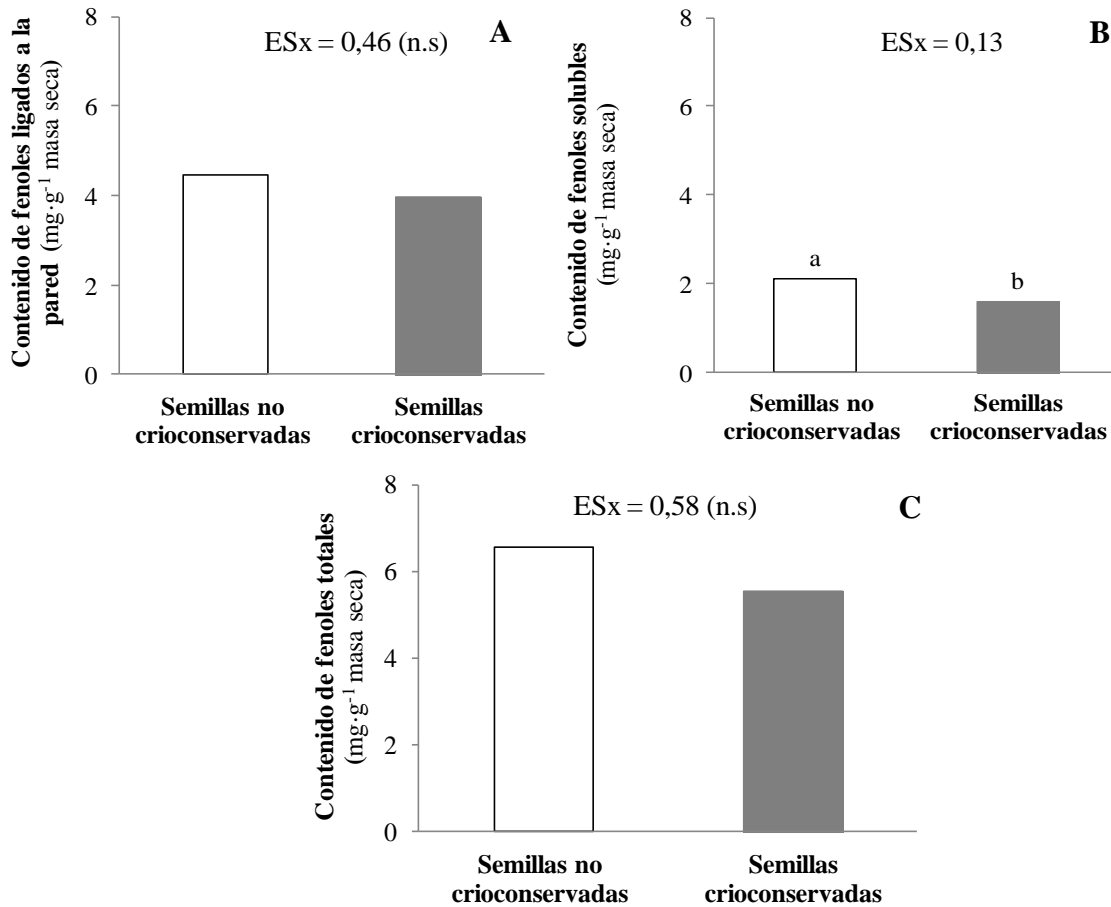 Contenido de fenoles ligados a la
pared (mg·g⁻¹ masa seca)
8
6
4
2
0
ESx = 0,46 (n.s)
A
Semillas no
crioconservadas
Semillas
crioconservadas
Contenido de fenoles solubles
(mg·g⁻¹ masa seca)
8
6
4
2
0
ESx = 0,13
B
a
b
Semillas no
crioconservadas
Semillas
crioconservadas
Contenido de fenoles totales
(mg·g⁻¹ masa seca)
8
6
4
2
0
ESx = 0,58 (n.s)
C
Semillas no
crioconservadas
Semillas
crioconservadas